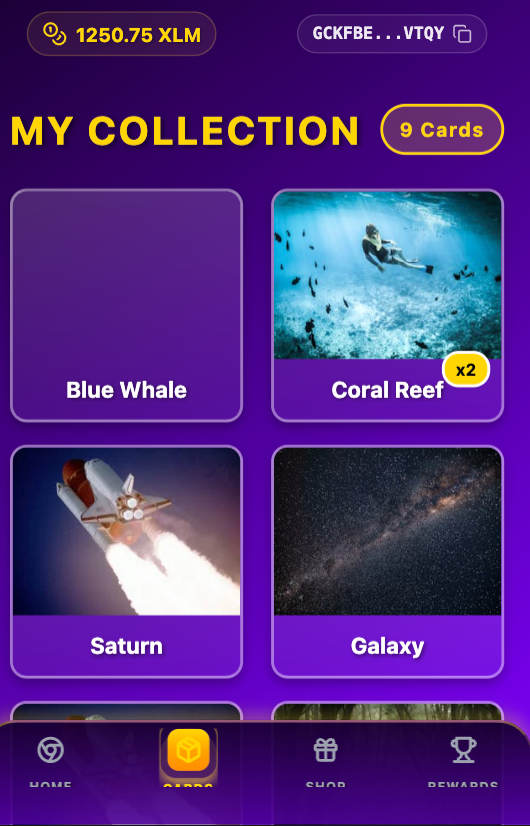 1250.75 XLM
GCKFBE...VTQY
MY COLLECTION
9 Cards
Blue Whale
x2
Coral Reef
Saturn
Galaxy
HOME
CARDS
SHOP
REWARDS